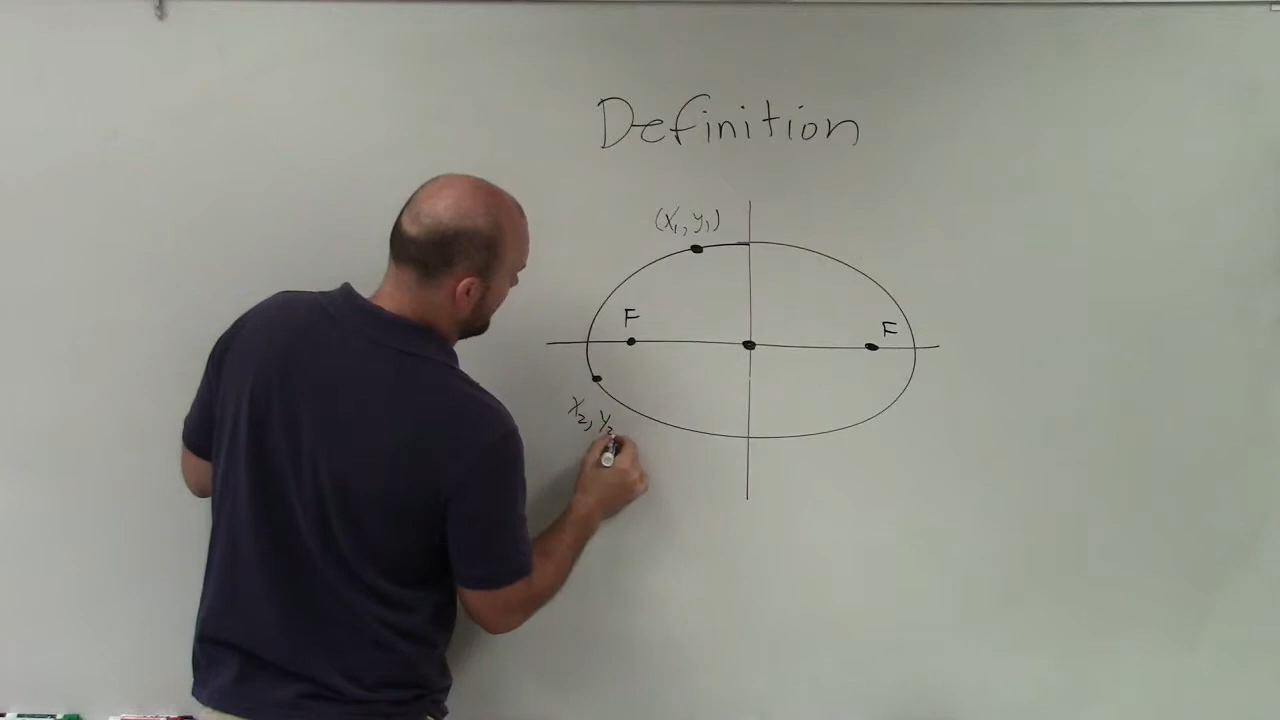 Definition
(x₁, y₁)
F
F
x₂, y₂